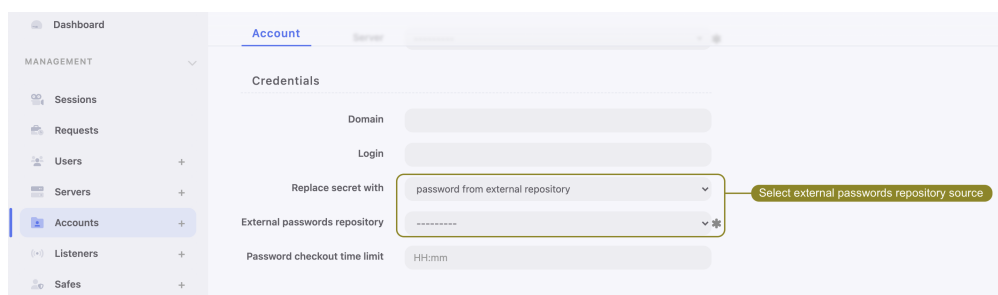 Dashboard
Account
Server
MANAGEMENT
Credentials
Sessions
Domain
Requests
Login
Users +
Replace secret with password from external repository
Servers +
Select external passwords repository source
External passwords repository --------- ✱
Accounts +
Listeners +
Password checkout time limit HH:mm
Safes +